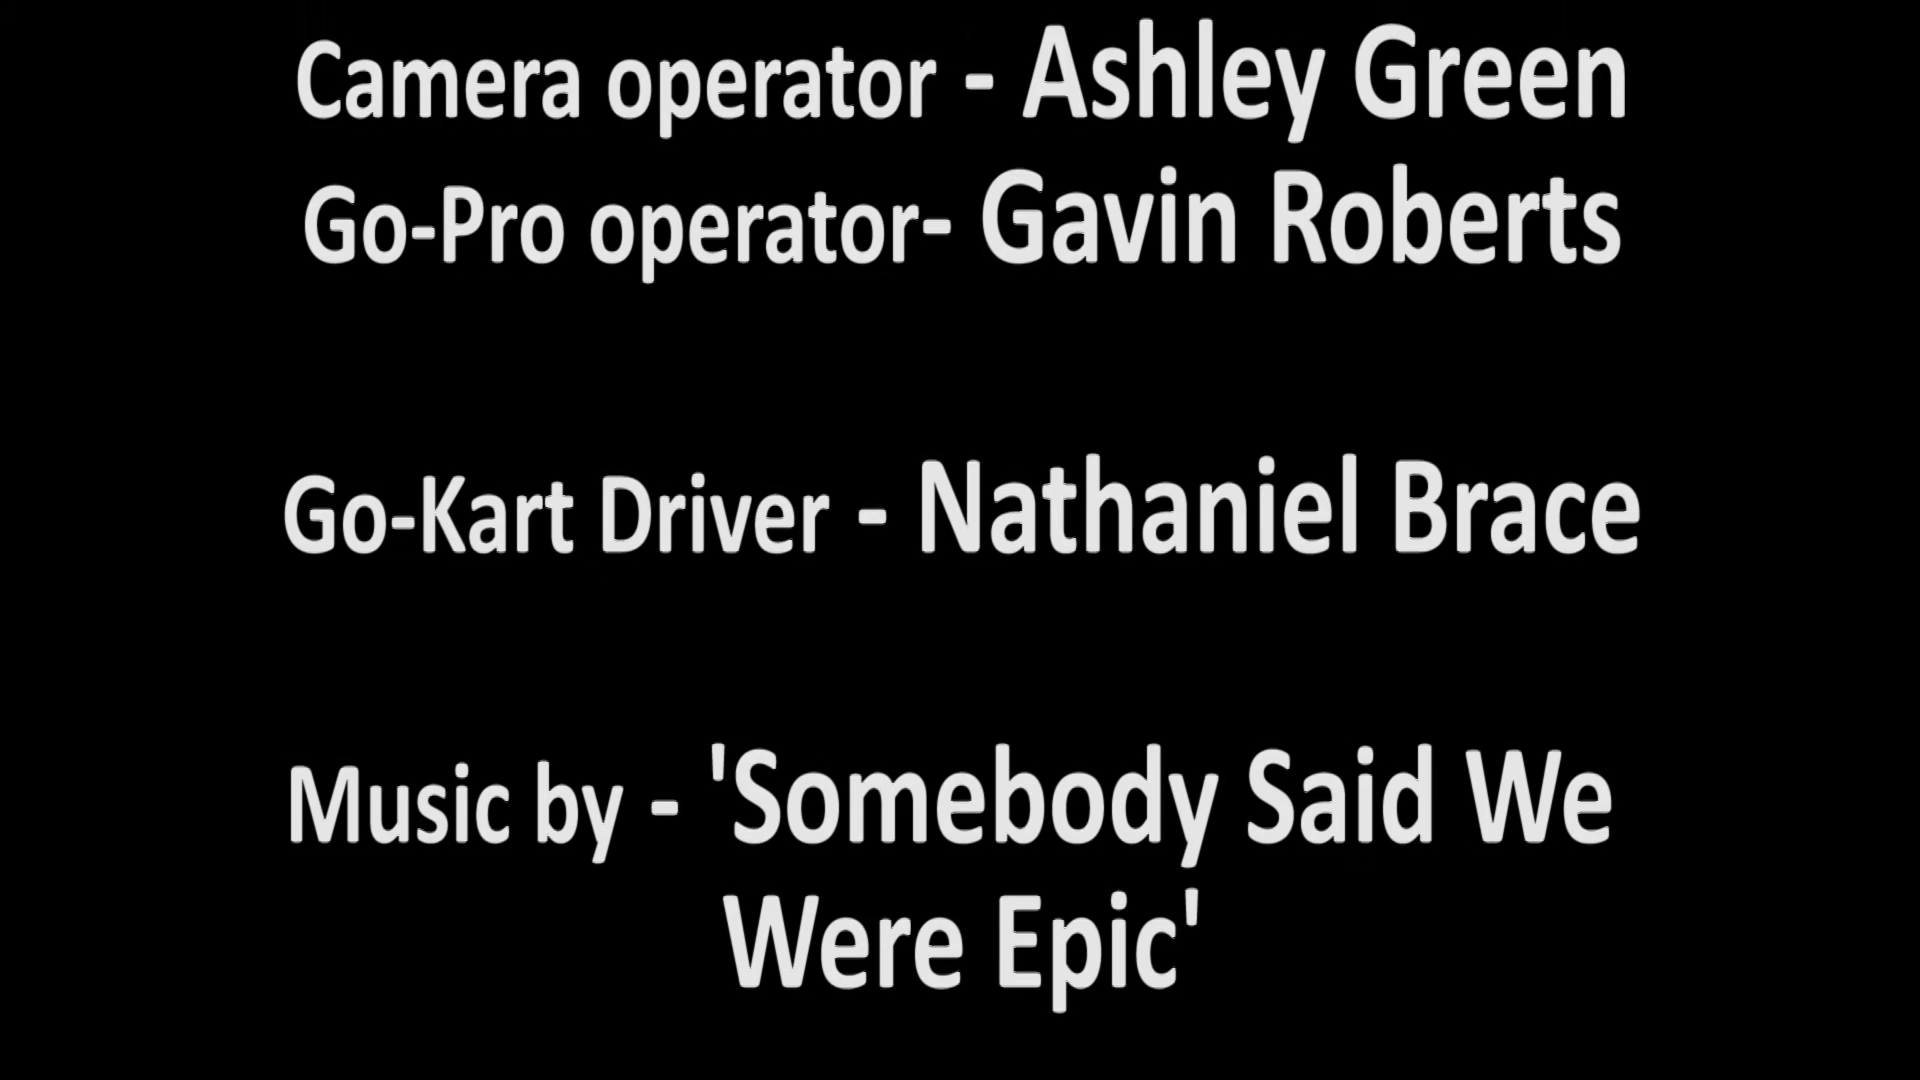 Camera operator - Ashley Green
Go-Pro operator- Gavin Roberts
Go-Kart Driver - Nathaniel Brace
Music by - 'Somebody Said We
Were Epic'